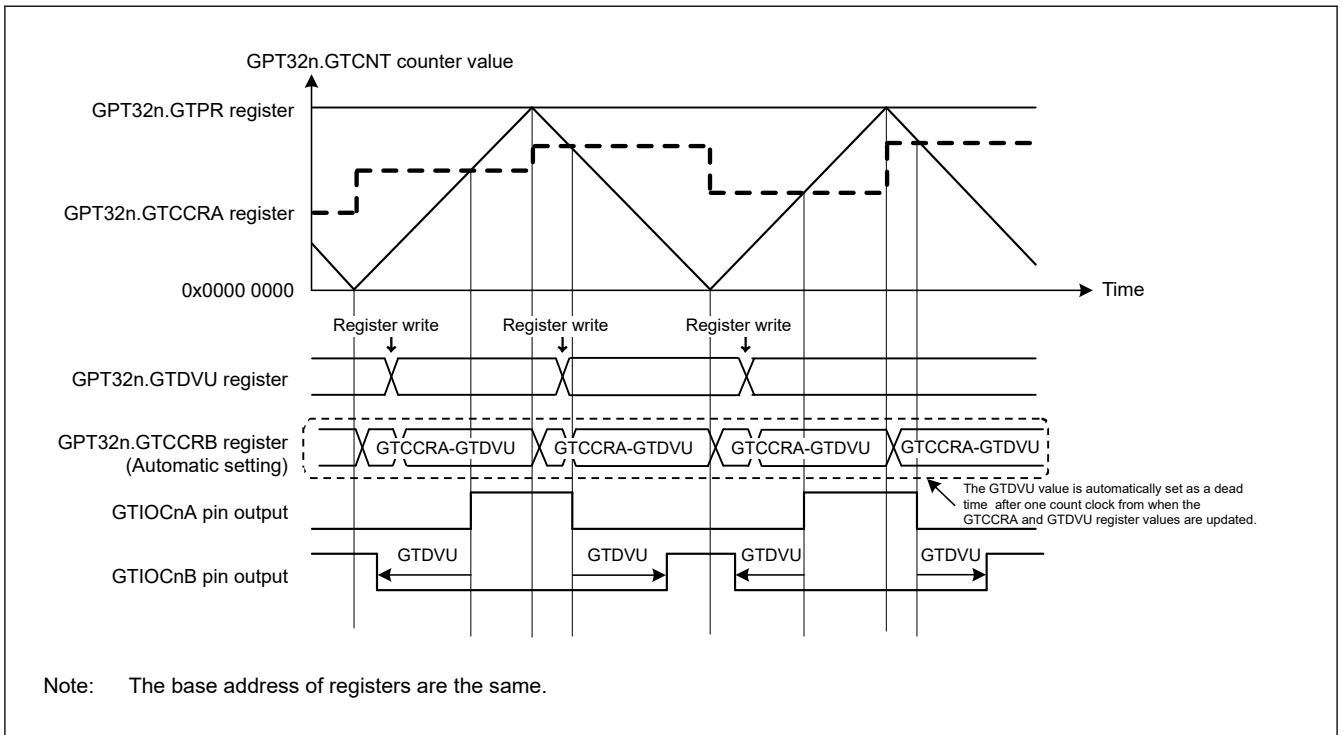 GPT32n.GTCNT counter value
GPT32n.GTPR register
GPT32n.GTCCRA register
0x0000 0000
Time
Register write
Register write
Register write
GPT32n.GTDVU register
GPT32n.GTCCRB register
(Automatic setting)
GTCCRA-GTDVU
GTCCRA-GTDVU
GTCCRA-GTDVU
GTCCRA-GTDVU
The GTDVU value is automatically set as a dead
time after one count clock from when the
GTCCRA and GTDVU register values are updated.
GTIOCnA pin output
GTDVU
GTDVU
GTDVU
GTDVU
GTIOCnB pin output
Note: The base address of registers are the same.